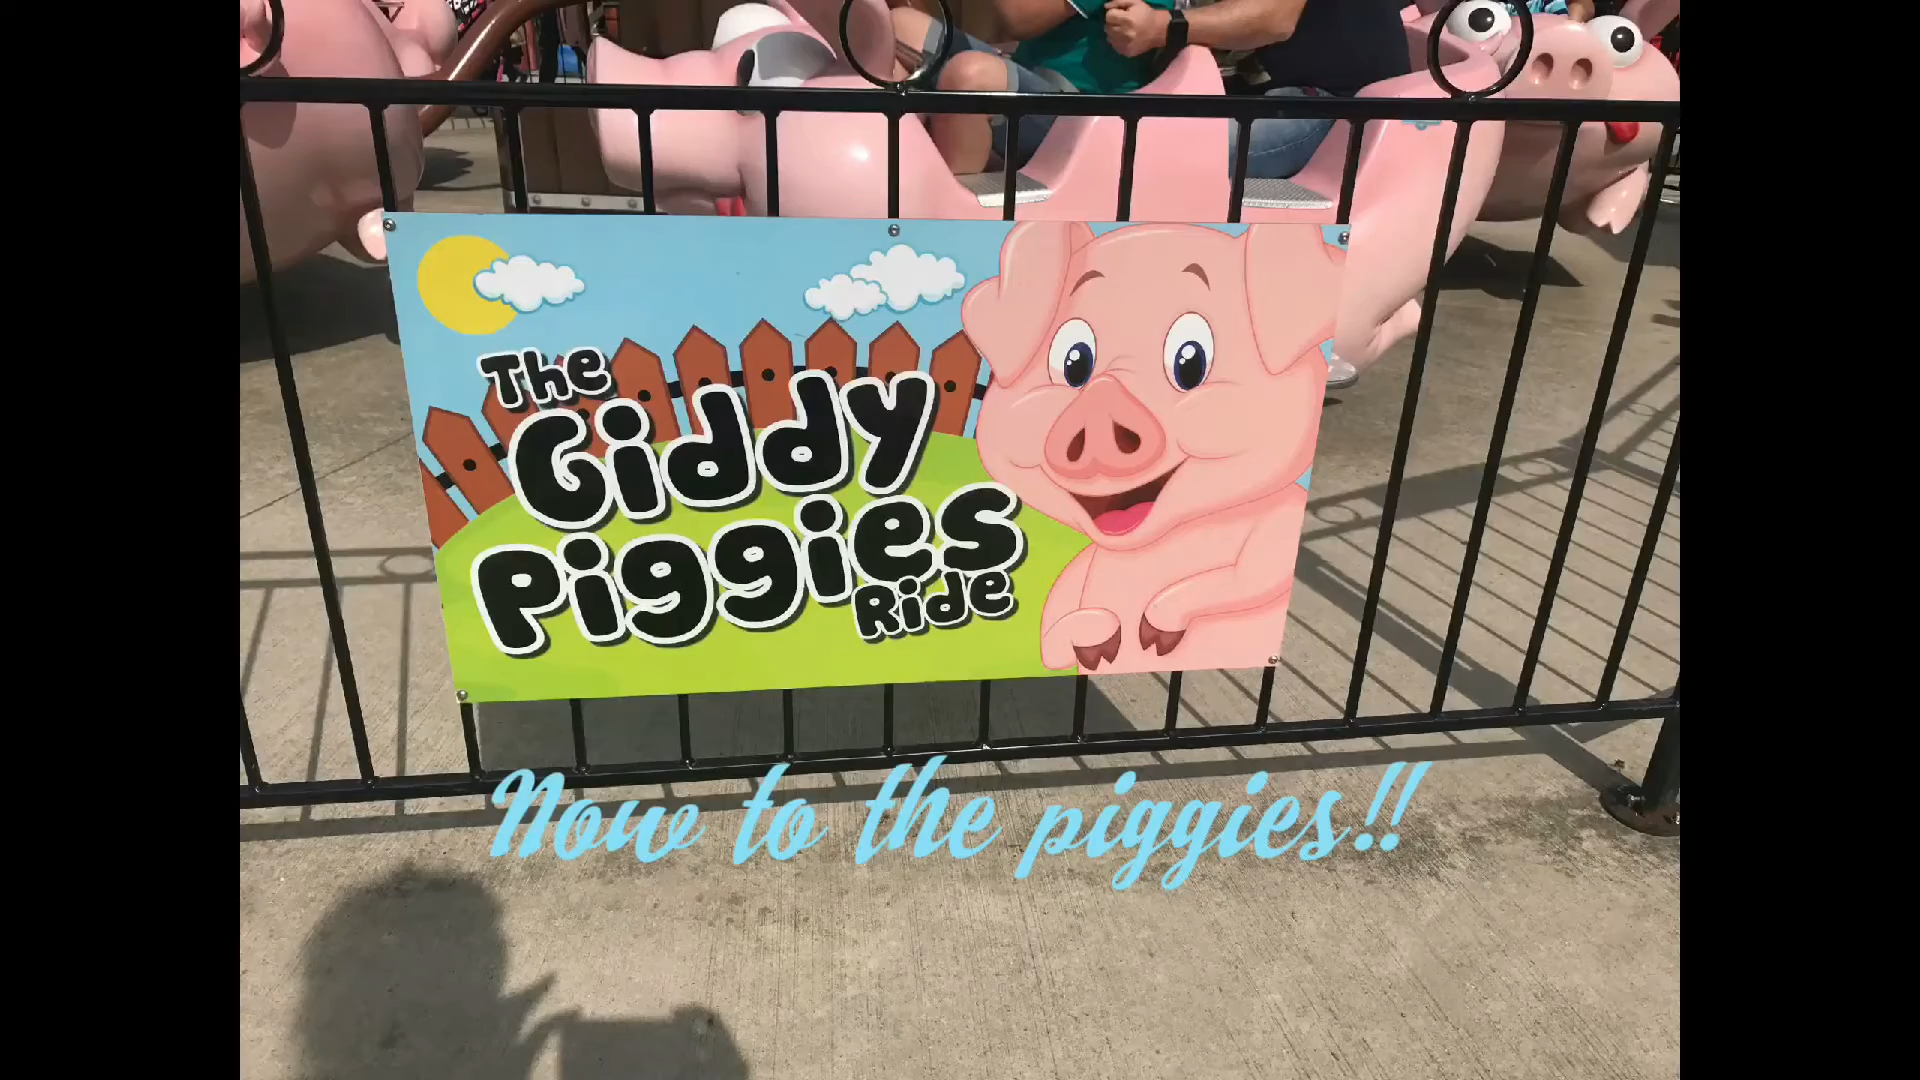 The
Giddy
Piggies
Ride
Now to the piggies!!